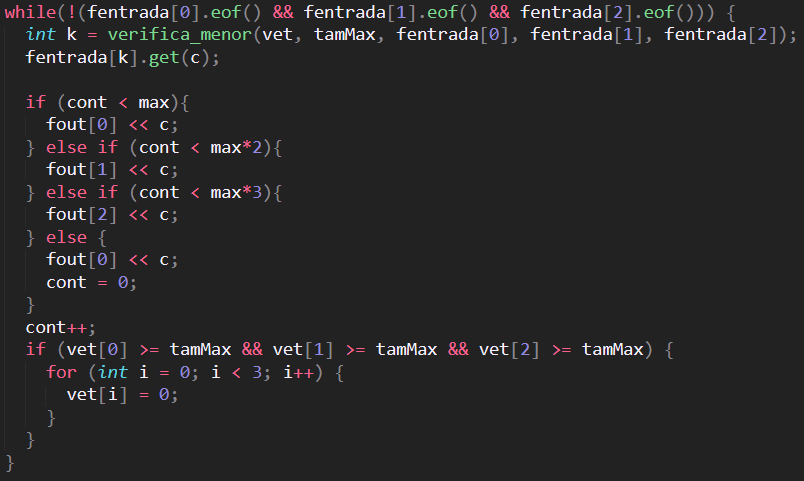 while(!(fentrada[0].eof() && fentrada[1].eof() && fentrada[2].eof())) {
  int k = verifica_menor(vet, tamMax, fentrada[0], fentrada[1], fentrada[2]);
  fentrada[k].get(c);

  if (cont < max){
    fout[0] << c;
  } else if (cont < max*2){
    fout[1] << c;
  } else if (cont < max*3){
    fout[2] << c;
  } else {
    fout[0] << c;
    cont = 0;
  }
  cont++;
  if (vet[0] >= tamMax && vet[1] >= tamMax && vet[2] >= tamMax) {
    for (int i = 0; i < 3; i++) {
      vet[i] = 0;
    }
  }
}